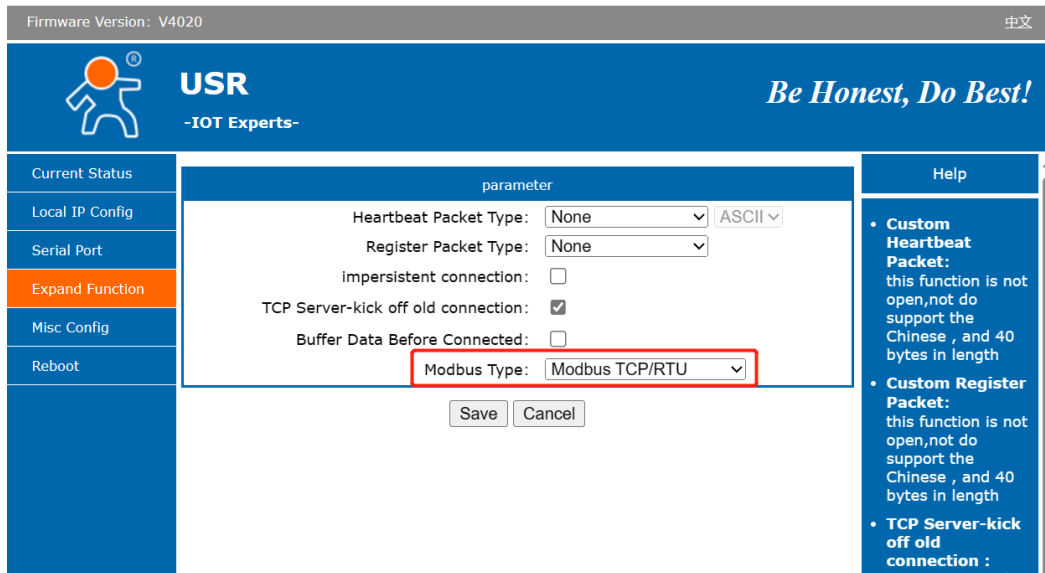 Firmware Version: V4020
中文
®
USR
-IOT Experts-
Be Honest, Do Best!
Current Status
Local IP Config
Serial Port
Expand Function
Misc Config
Reboot
parameter
Heartbeat Packet Type: None ASCII
Register Packet Type: None
impersistent connection:
TCP Server-kick off old connection:
Buffer Data Before Connected:
Modbus Type: Modbus TCP/RTU
Save Cancel
Help
• Custom
Heartbeat
Packet:
this function is not
open,not do
support the
Chinese , and 40
bytes in length
• Custom Register
Packet:
this function is not
open,not do
support the
Chinese , and 40
bytes in length
• TCP Server-kick
off old
connection :